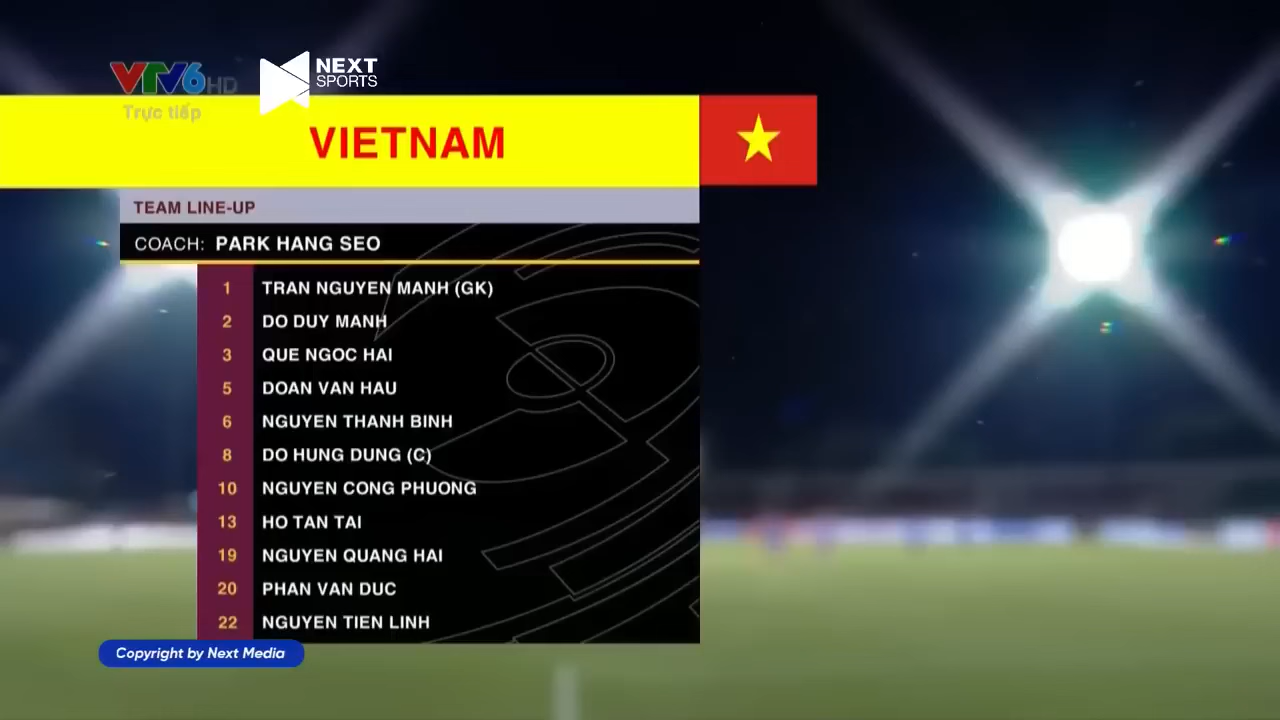 VTV6 HD
Trực tiếp
NEXT
SPORTS
VIETNAM
TEAM LINE-UP
COACH: PARK HANG SEO
1 TRAN NGUYEN MANH (GK)
2 DO DUY MANH
3 QUE NGOC HAI
5 DOAN VAN HAU
6 NGUYEN THANH BINH
8 DO HUNG DUNG (C)
10 NGUYEN CONG PHUONG
13 HO TAN TAI
19 NGUYEN QUANG HAI
20 PHAN VAN DUC
22 NGUYEN TIEN LINH
Copyright by Next Media